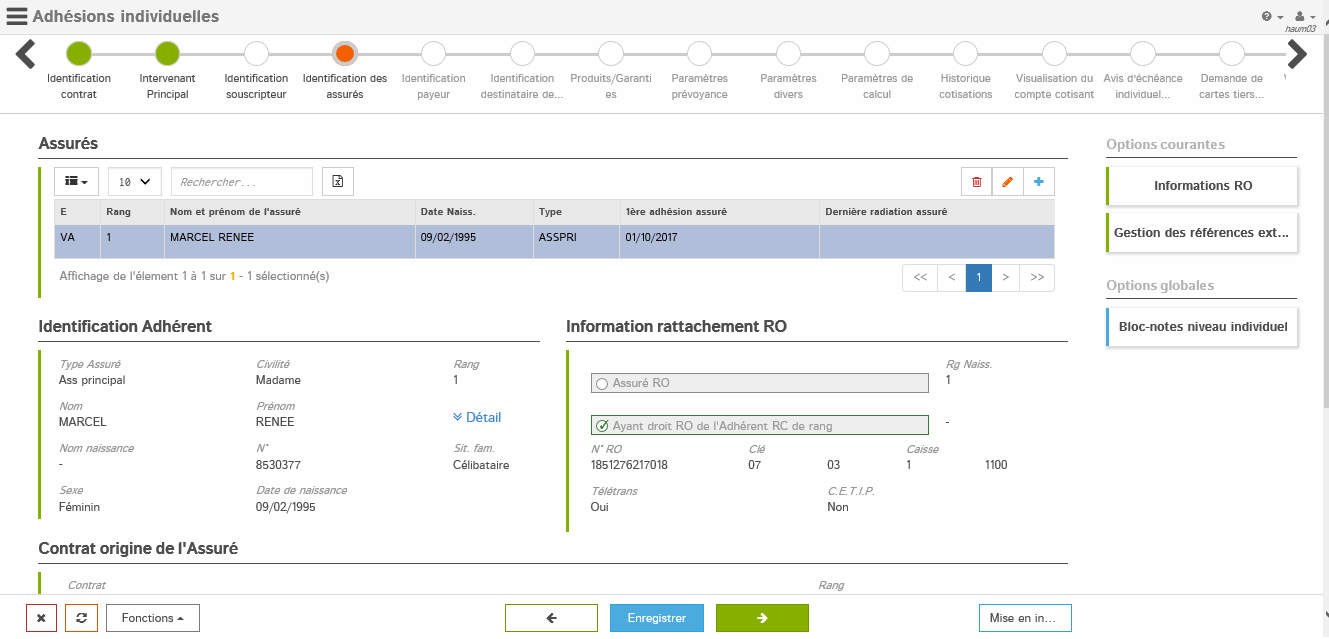 Adhésions individuelles
haum03
Identification contrat
Intervenant Principal
Identification souscripteur
Identification des assurés
Identification payeur
Identification destinataire de...
Produits/Garanties
Paramètres prévoyance
Paramètres divers
Paramètres de calcul
Historique cotisations
Visualisation du compte cotisant
Avis d'échéance individuel...
Demande de cartes tiers...
Assurés
10
Rechercher...
E Rang Nom et prénom de l'assuré Date Naiss. Type 1ère adhésion assuré Dernière radiation assuré
VA 1 MARCEL RENEE 09/02/1995 ASSPRI 01/10/2017
Affichage de l'élement 1 à 1 sur 1 - 1 sélectionné(s)
<< < 1 > >>
Options courantes
Informations RO
Gestion des références ext...
Options globales
Bloc-notes niveau individuel
Identification Adhérent
Type Assuré Civilité Rang
Ass principal Madame 1
Nom Prénom
MARCEL RENEE
Détail
Nom naissance N° Sit. fam.
- 8530377 Célibataire
Sexe Date de naissance
Féminin 09/02/1995
Information rattachement RO
Rg Naiss.
Assuré RO 1
Ayant droit RO de l'Adhérent RC de rang -
N° RO Clé Caisse
1851276217018 07 03 1 1100
Télétrans C.E.T.I.P.
Oui Non
Contrat origine de l'Assuré
Contrat Rang
Fonctions
Enregistrer
Mise en in...